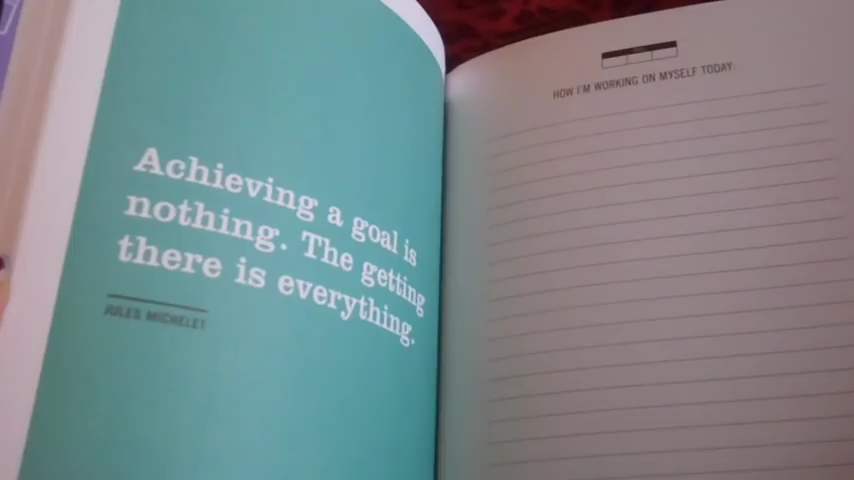 Achieving a goal is
nothing. The getting
there is everything.
JULES MICHELET
HOW I'M WORKING ON MYSELF TODAY: